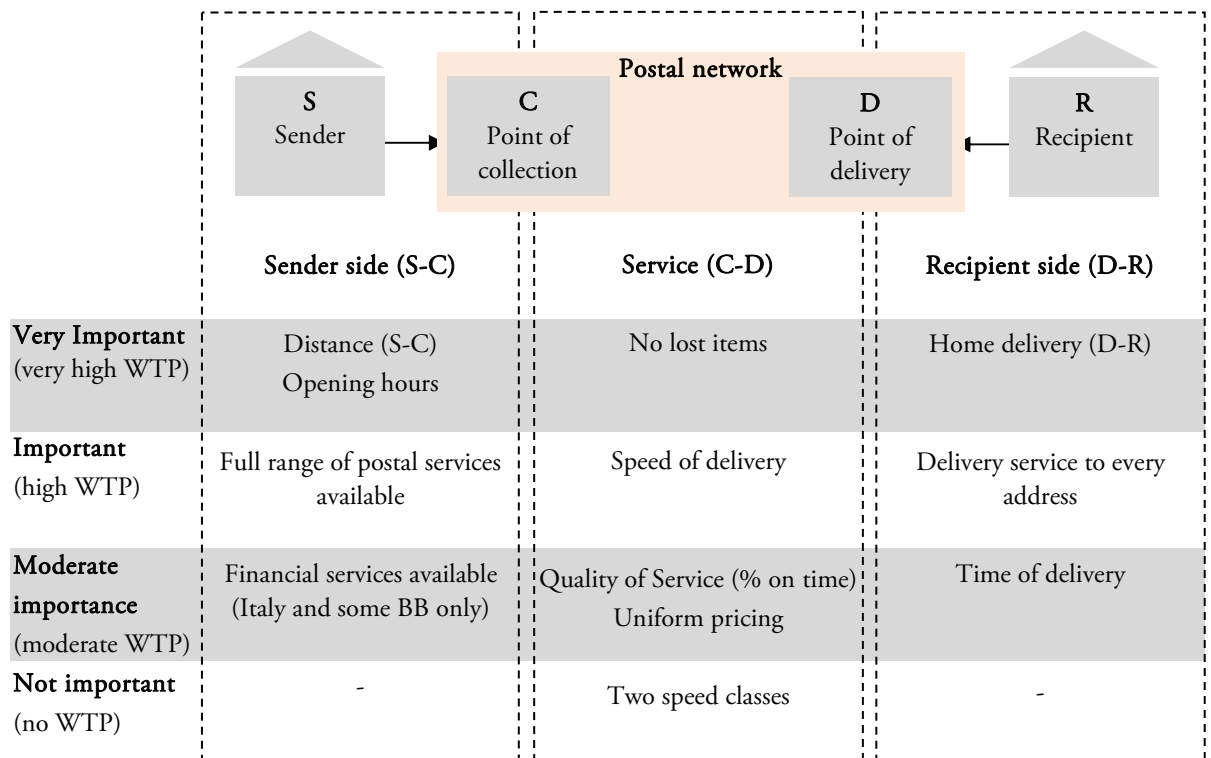 Postal network
S
Sender
C
Point of
collection
D
Point of
delivery
R
Recipient
Sender side (S-C)
Service (C-D)
Recipient side (D-R)
Very Important
(very high WTP)
Distance (S-C)
Opening hours
No lost items
Home delivery (D-R)
Important
(high WTP)
Full range of postal services
available
Speed of delivery
Delivery service to every
address
Moderate
importance
(moderate WTP)
Financial services available
(Italy and some BB only)
Quality of Service (% on time)
Uniform pricing
Time of delivery
Not important
(no WTP)
-
Two speed classes
-